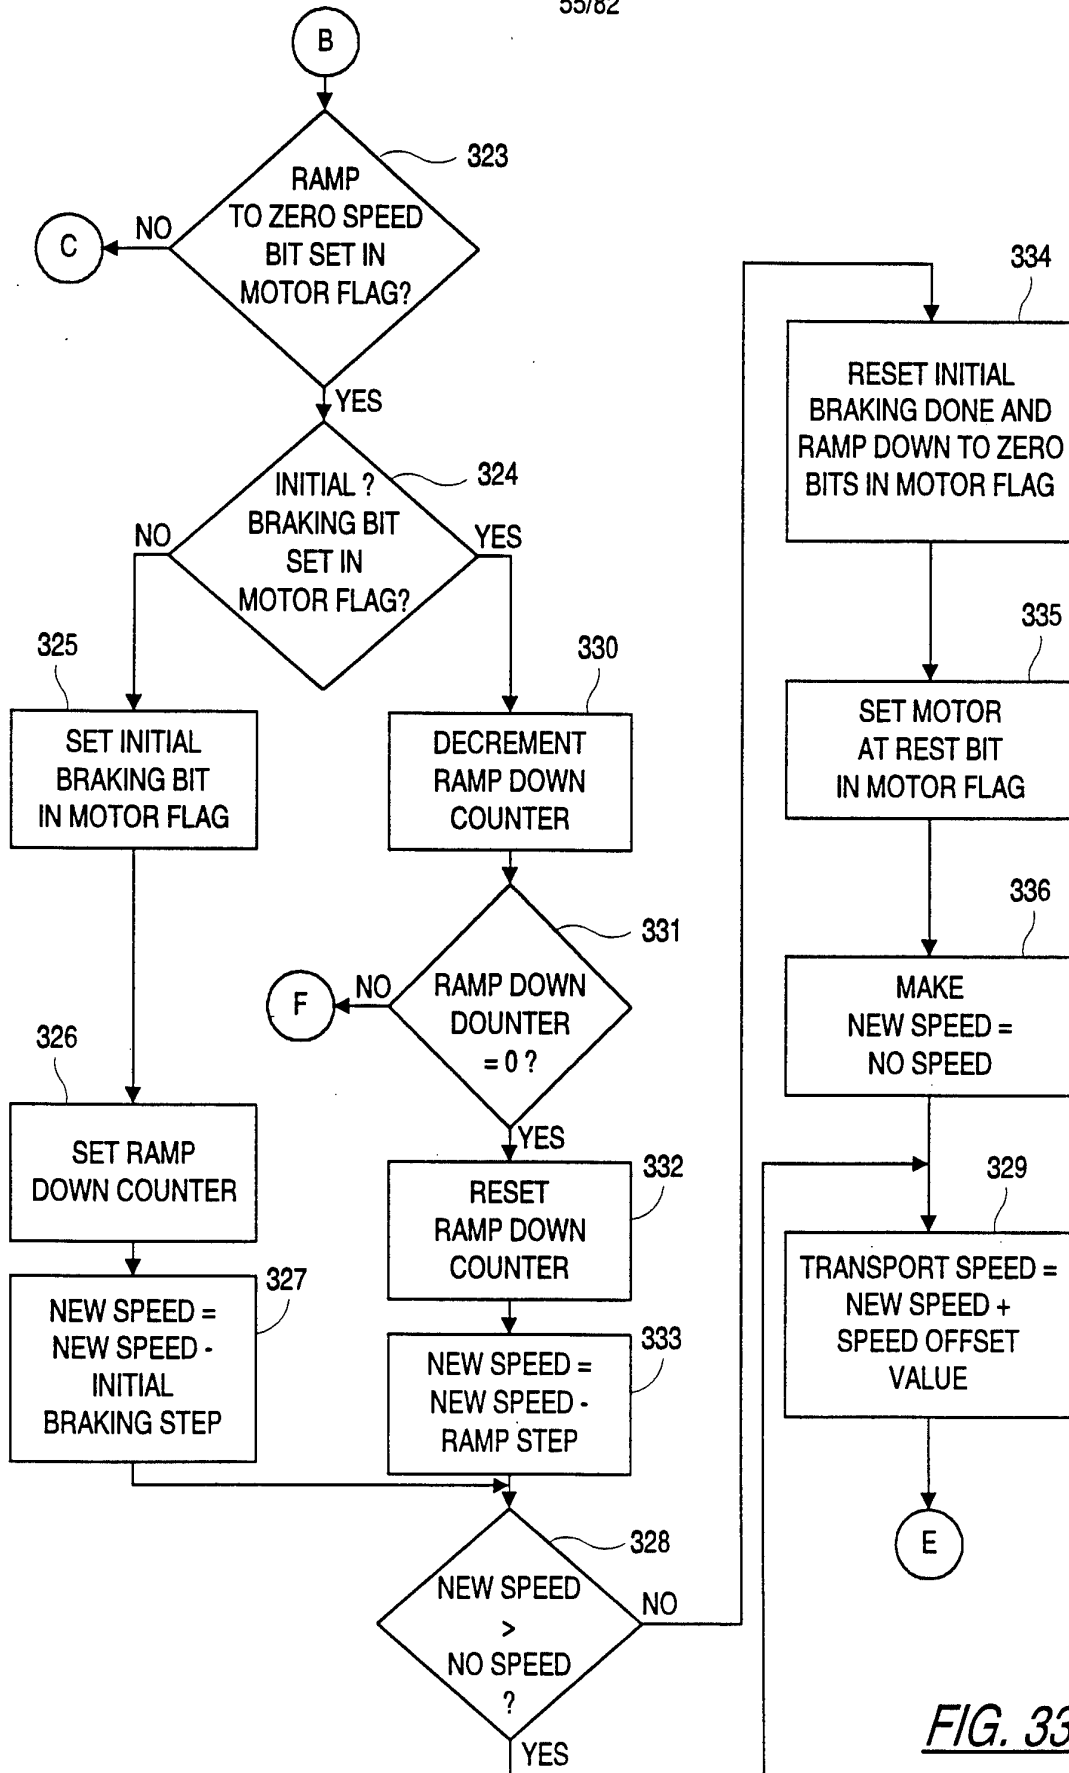 55/82
B
323
RAMP
TO ZERO SPEED
BIT SET IN
MOTOR FLAG?
NO
C
YES
324
INITIAL ?
BRAKING BIT
SET IN
MOTOR FLAG?
NO
YES
325
SET INITIAL
BRAKING BIT
IN MOTOR FLAG
326
SET RAMP
DOWN COUNTER
327
NEW SPEED =
NEW SPEED -
INITIAL
BRAKING STEP
330
DECREMENT
RAMP DOWN
COUNTER
331
RAMP DOWN
DOUNTER
= 0 ?
NO
F
YES
332
RESET
RAMP DOWN
COUNTER
333
NEW SPEED =
NEW SPEED -
RAMP STEP
328
NEW SPEED
>
NO SPEED
?
NO
YES
334
RESET INITIAL
BRAKING DONE AND
RAMP DOWN TO ZERO
BITS IN MOTOR FLAG
335
SET MOTOR
AT REST BIT
IN MOTOR FLAG
336
MAKE
NEW SPEED =
NO SPEED
329
TRANSPORT SPEED =
NEW SPEED +
SPEED OFFSET
VALUE
E
FIG. 33